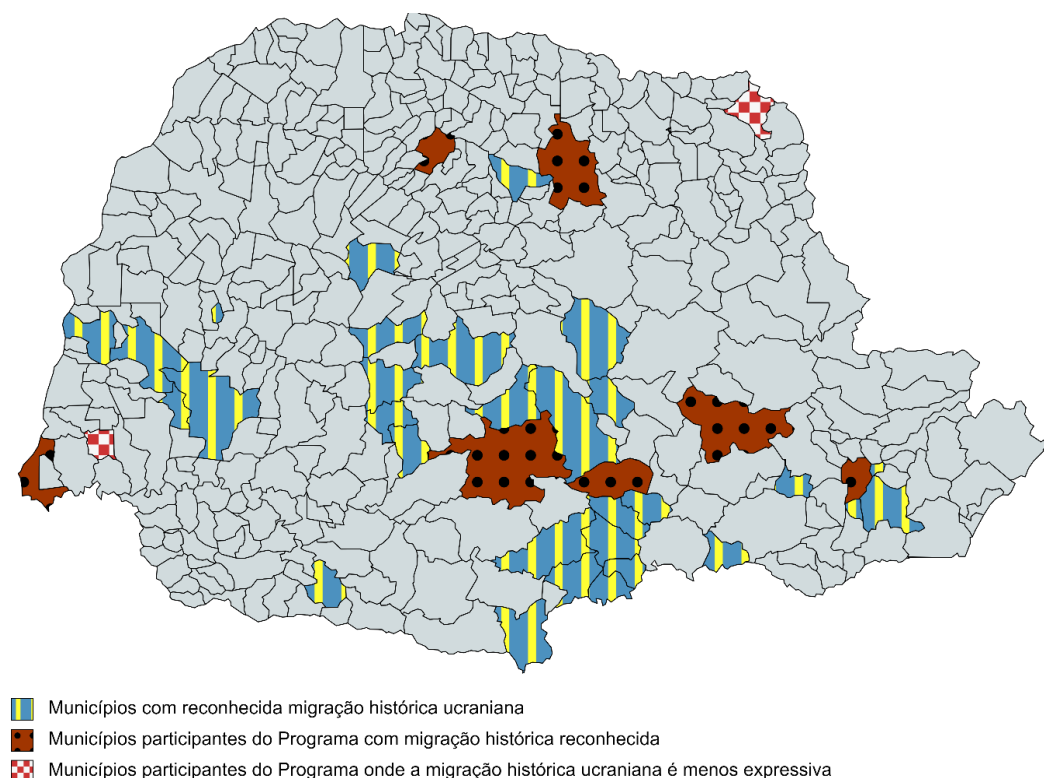 Municípios com reconhecida migração histórica ucraniana
Municípios participantes do Programa com migração histórica reconhecida
Municípios participantes do Programa onde a migração histórica ucraniana é menos expressiva